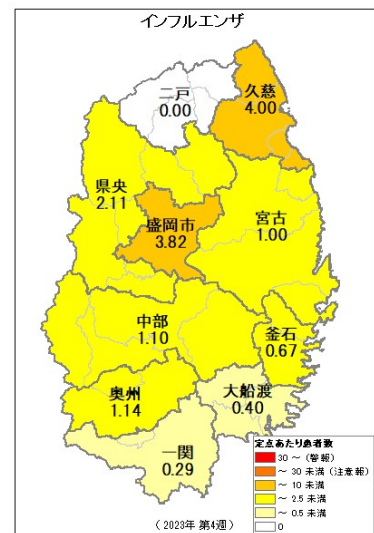 インフルエンザ
二戸
0.00
久慈
4.00
県央
2.11
盛岡市
3.82
宮古
1.00
中部
1.10
釜石
0.67
奥州
1.14
大船渡
0.40
一関
0.29
定点あたり患者数
30 ～ (警報)
～ 30 未満 (注意報)
～ 10 未満
～ 2.5 未満
～ 0.5 未満
0
（ 2023年 第4週 ）